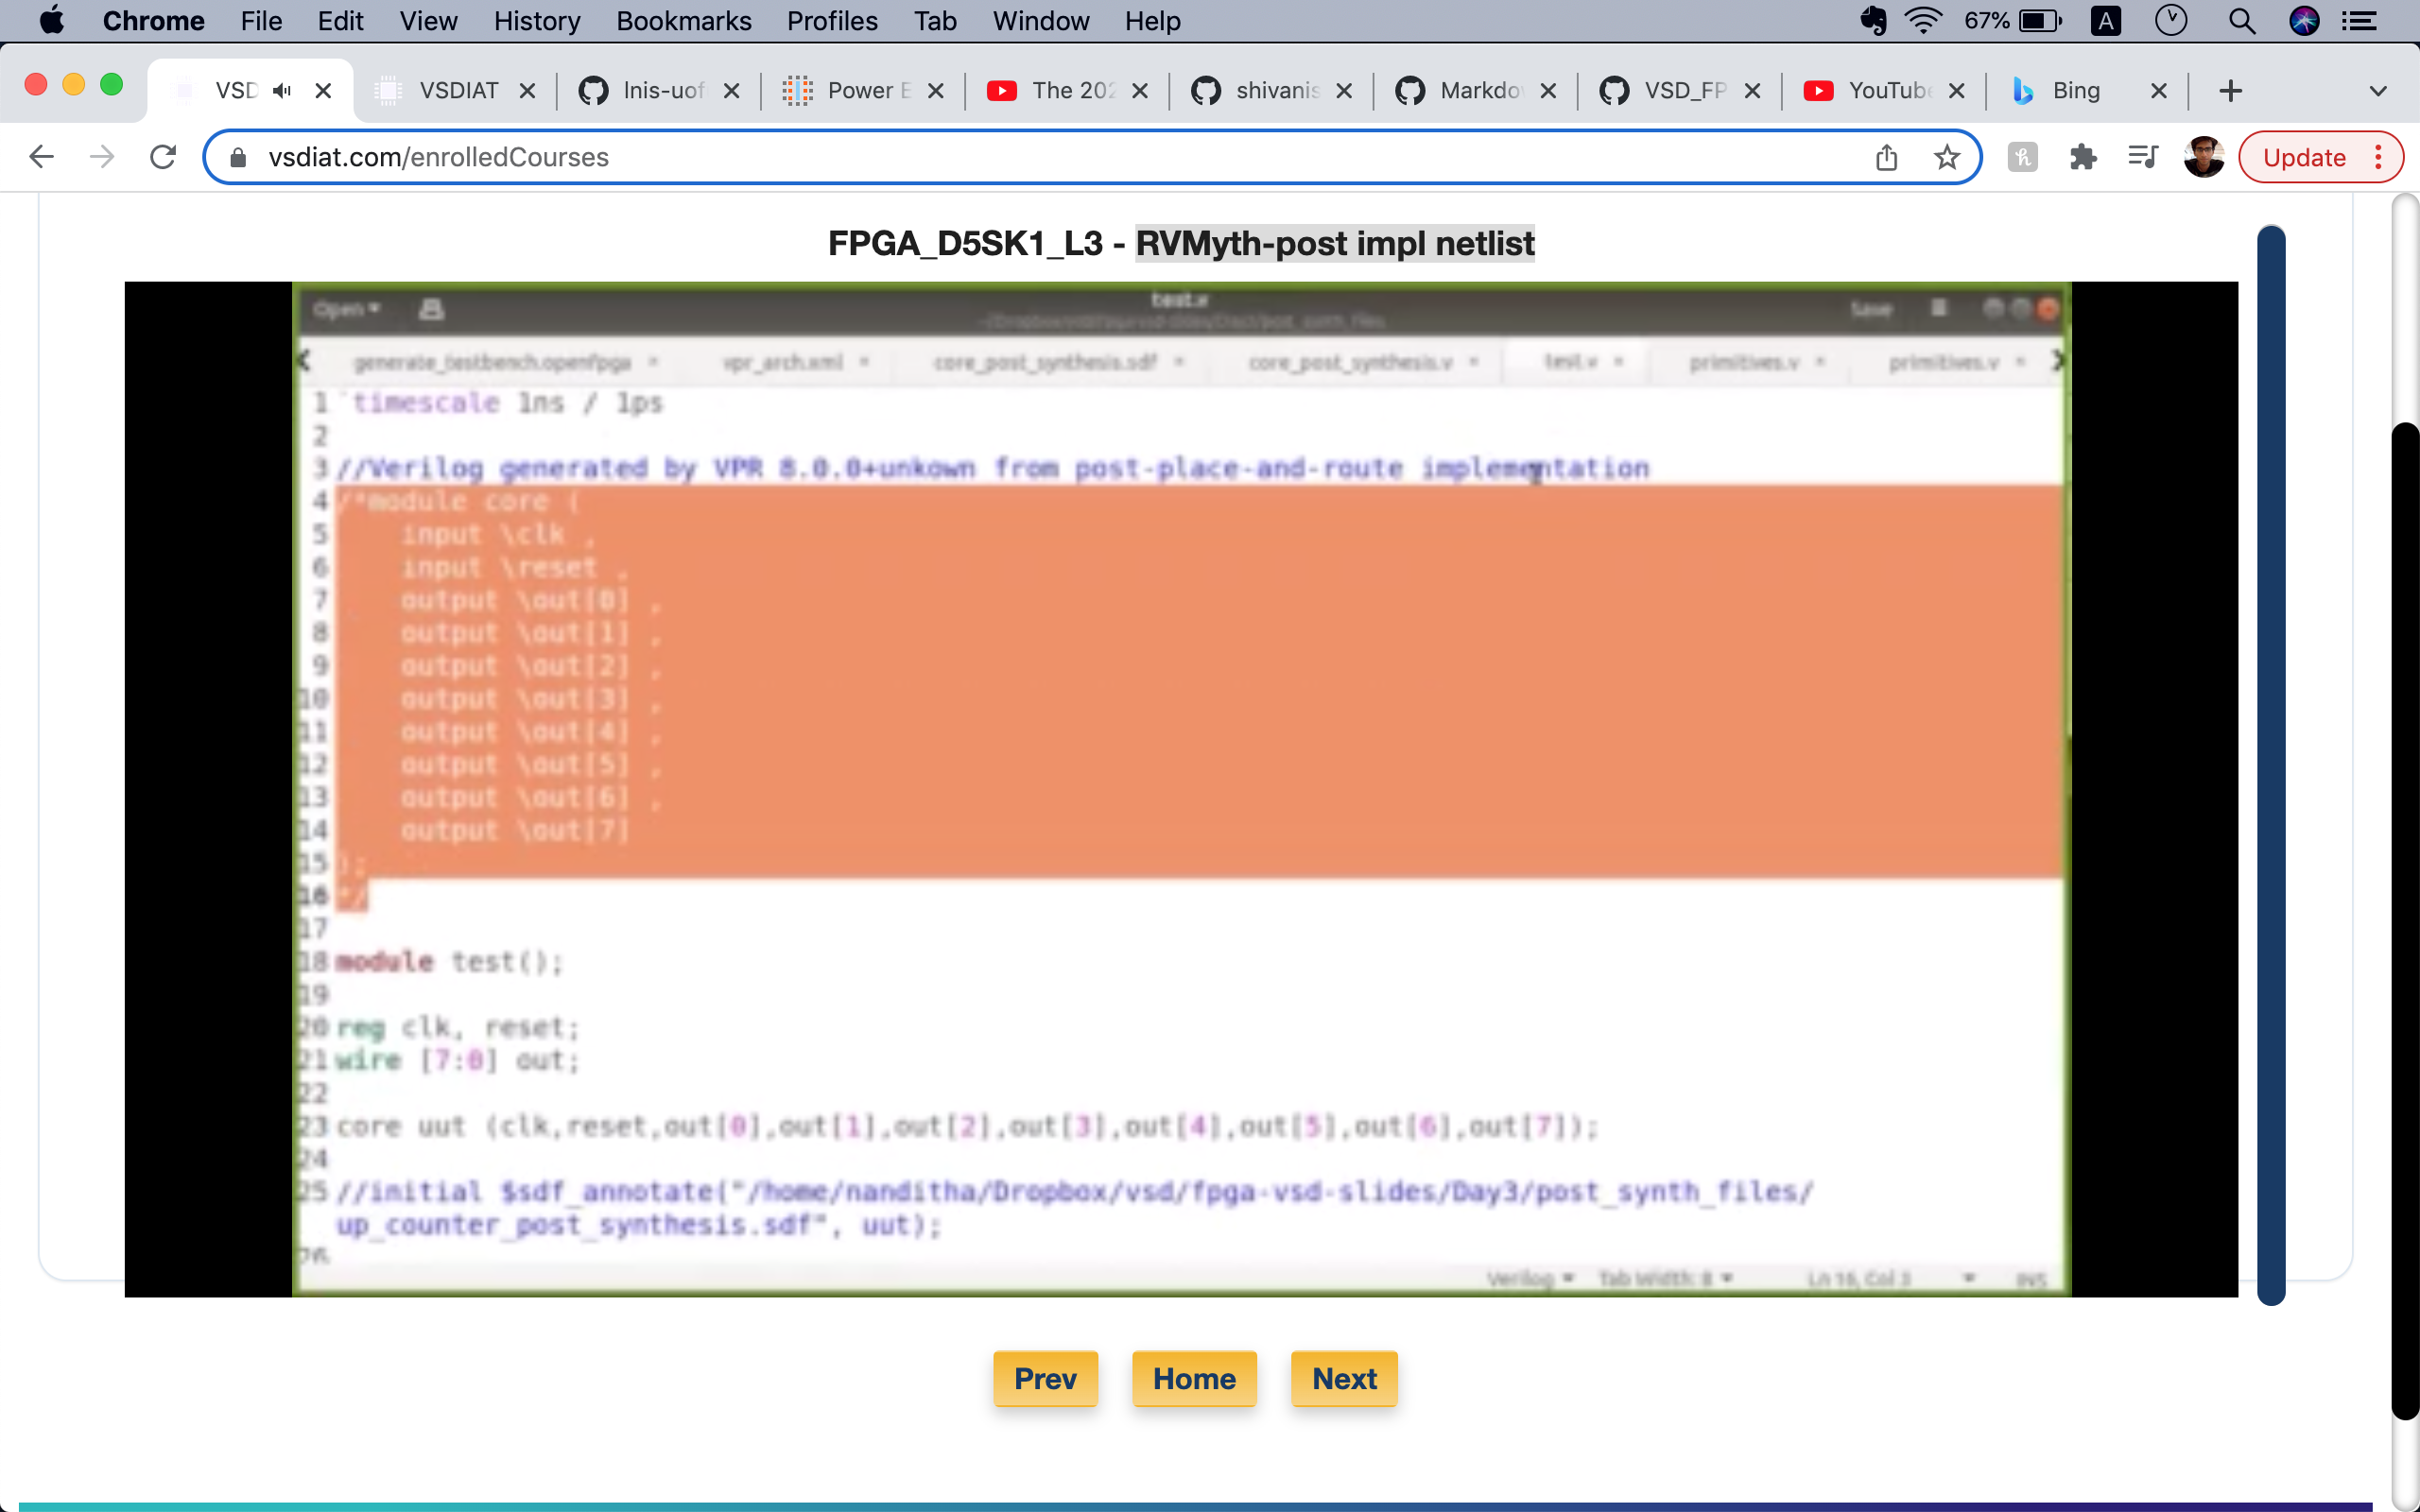 Chrome File Edit View History Bookmarks Profiles Tab Window Help 67% A
VSD VSDIAT lnis-uof Power E The 202 shivanis Markdo VSD_FP YouTube Bing
vsdiat.com/enrolledCourses Update
FPGA_D5SK1_L3 - RVMyth-post impl netlist
Open test.v Save
generate_testbench.openfpga vpr_arch.xml core_post_synthesis.sdf core_post_synthesis.v test.v primitives.v primitives.v
1 `timescale 1ns / 1ps
2
3 //Verilog generated by VPR 8.0.0+unkown from post-place-and-route implementation
4 /*module core (
5 input \clk ,
6 input \reset ,
7 output \out[0] ,
8 output \out[1] ,
9 output \out[2] ,
10 output \out[3] ,
11 output \out[4] ,
12 output \out[5] ,
13 output \out[6] ,
14 output \out[7]
15 );
16 */
17
18 module test();
19
20 reg clk, reset;
21 wire [7:0] out;
22
23 core uut (clk,reset,out[0],out[1],out[2],out[3],out[4],out[5],out[6],out[7]);
24
25 //initial $sdf_annotate("/home/nanditha/Dropbox/vsd/fpga-vsd-slides/Day3/post_synth_files/
up_counter_post_synthesis.sdf", uut);
26
Verilog Tab Width: 8 Ln 16, Col 3 INS
Prev Home Next